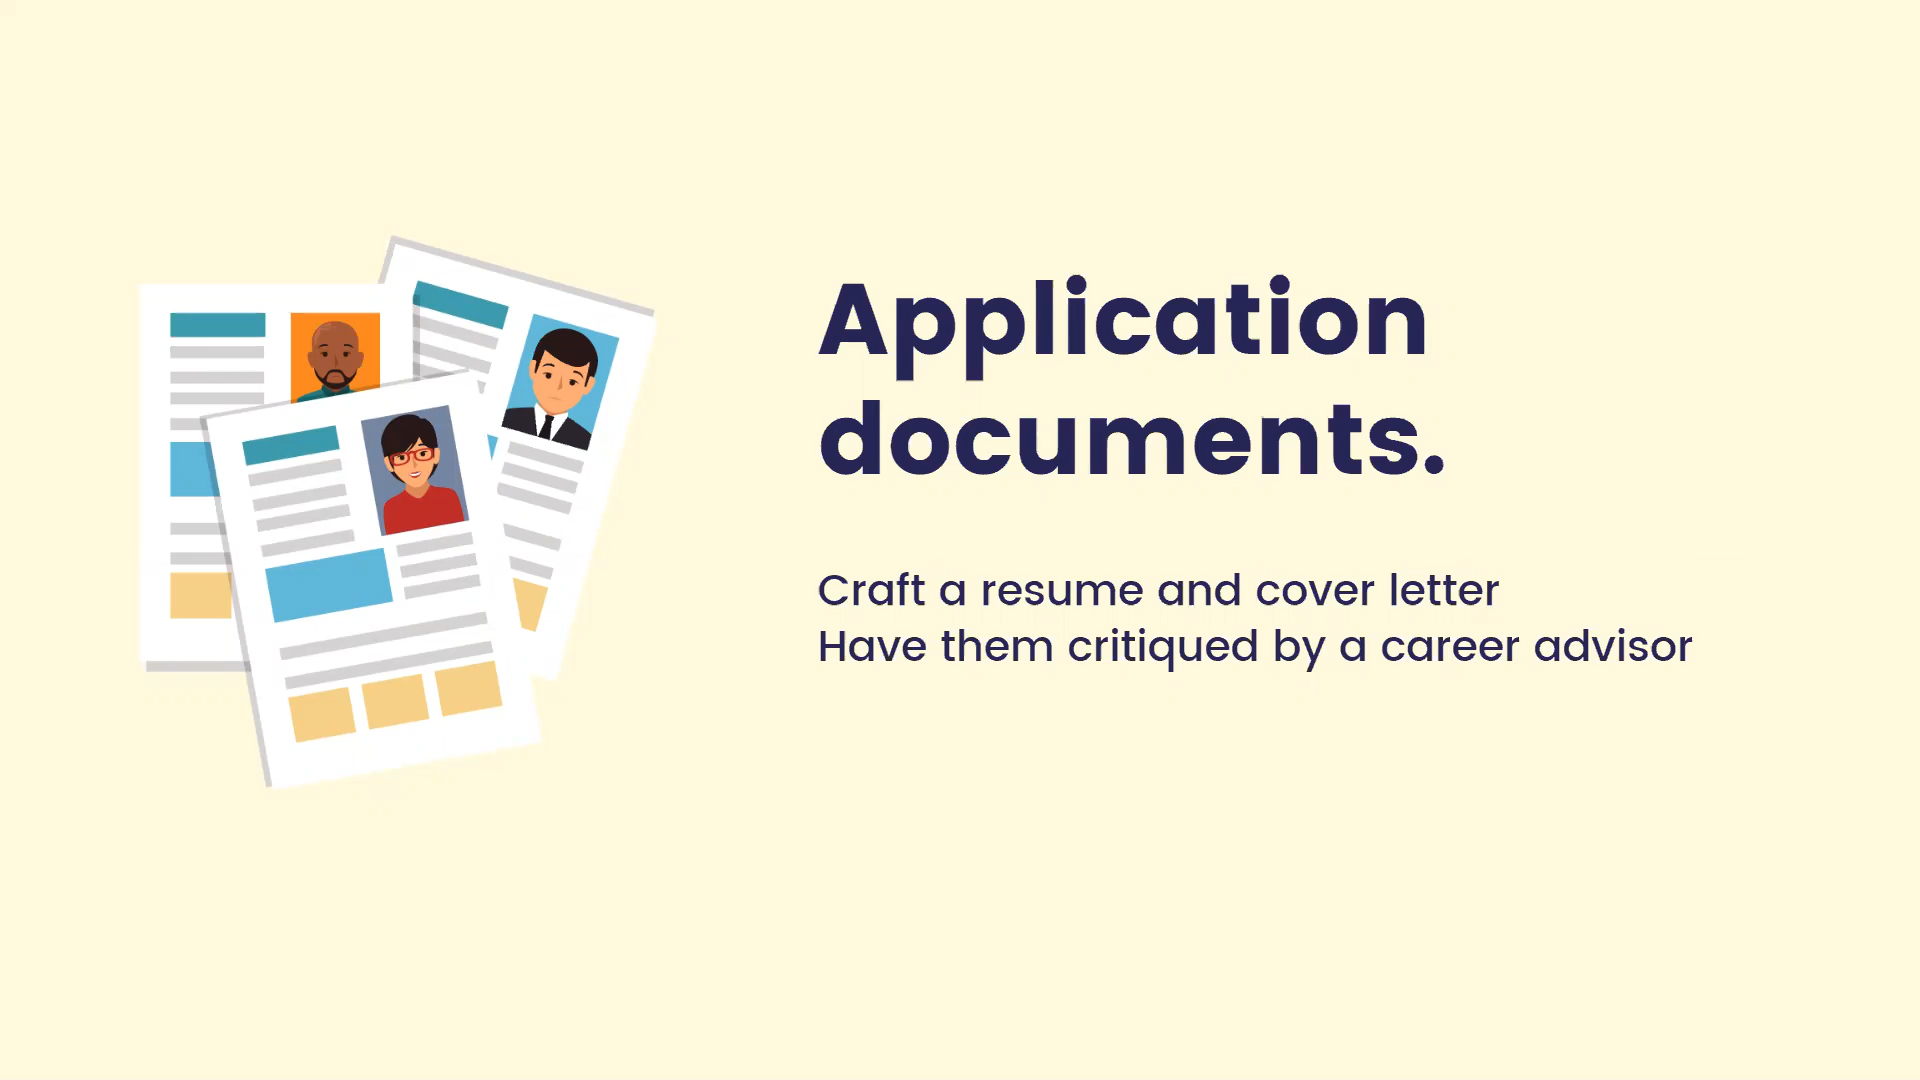 Application
documents.
Craft a resume and cover letter
Have them critiqued by a career advisor